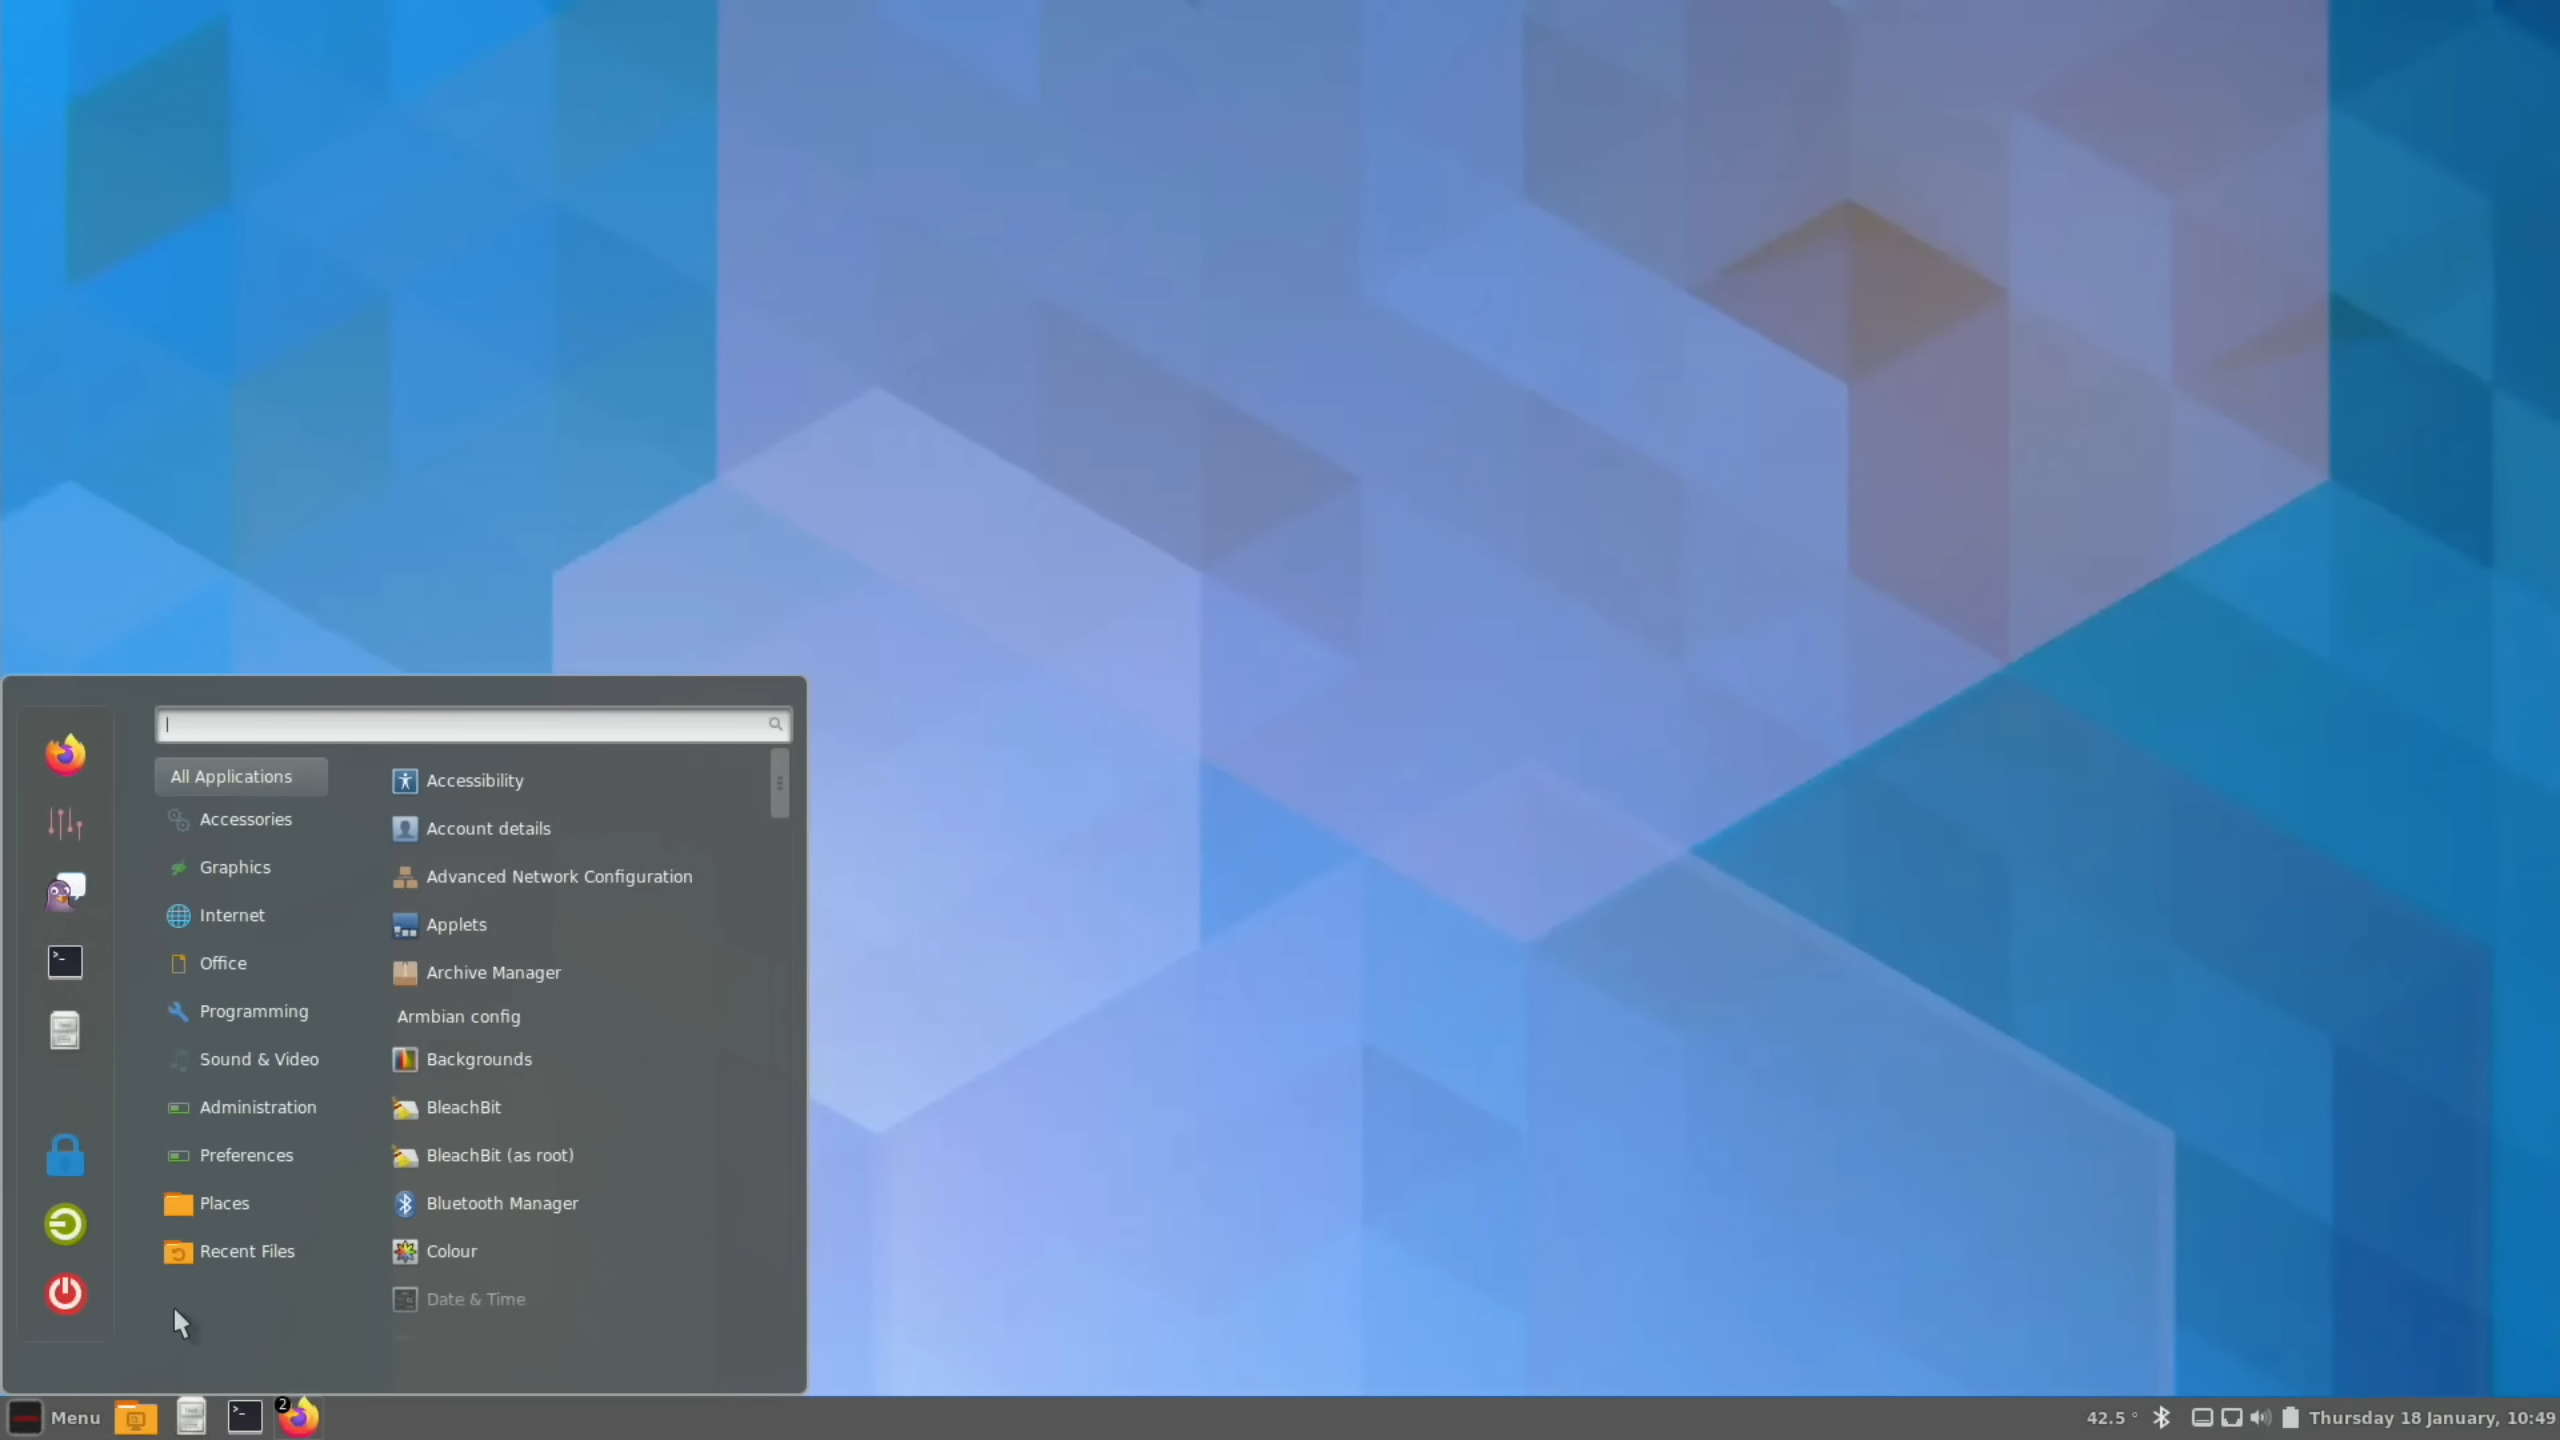 All Applications
Accessories
Graphics
Internet
Office
Programming
Sound & Video
Administration
Preferences
Places
Recent Files
Accessibility
Account details
Advanced Network Configuration
Applets
Archive Manager
Armbian config
Backgrounds
BleachBit
BleachBit (as root)
Bluetooth Manager
Colour
Date & Time
Menu
2
42.5 °
Thursday 18 January, 10:49